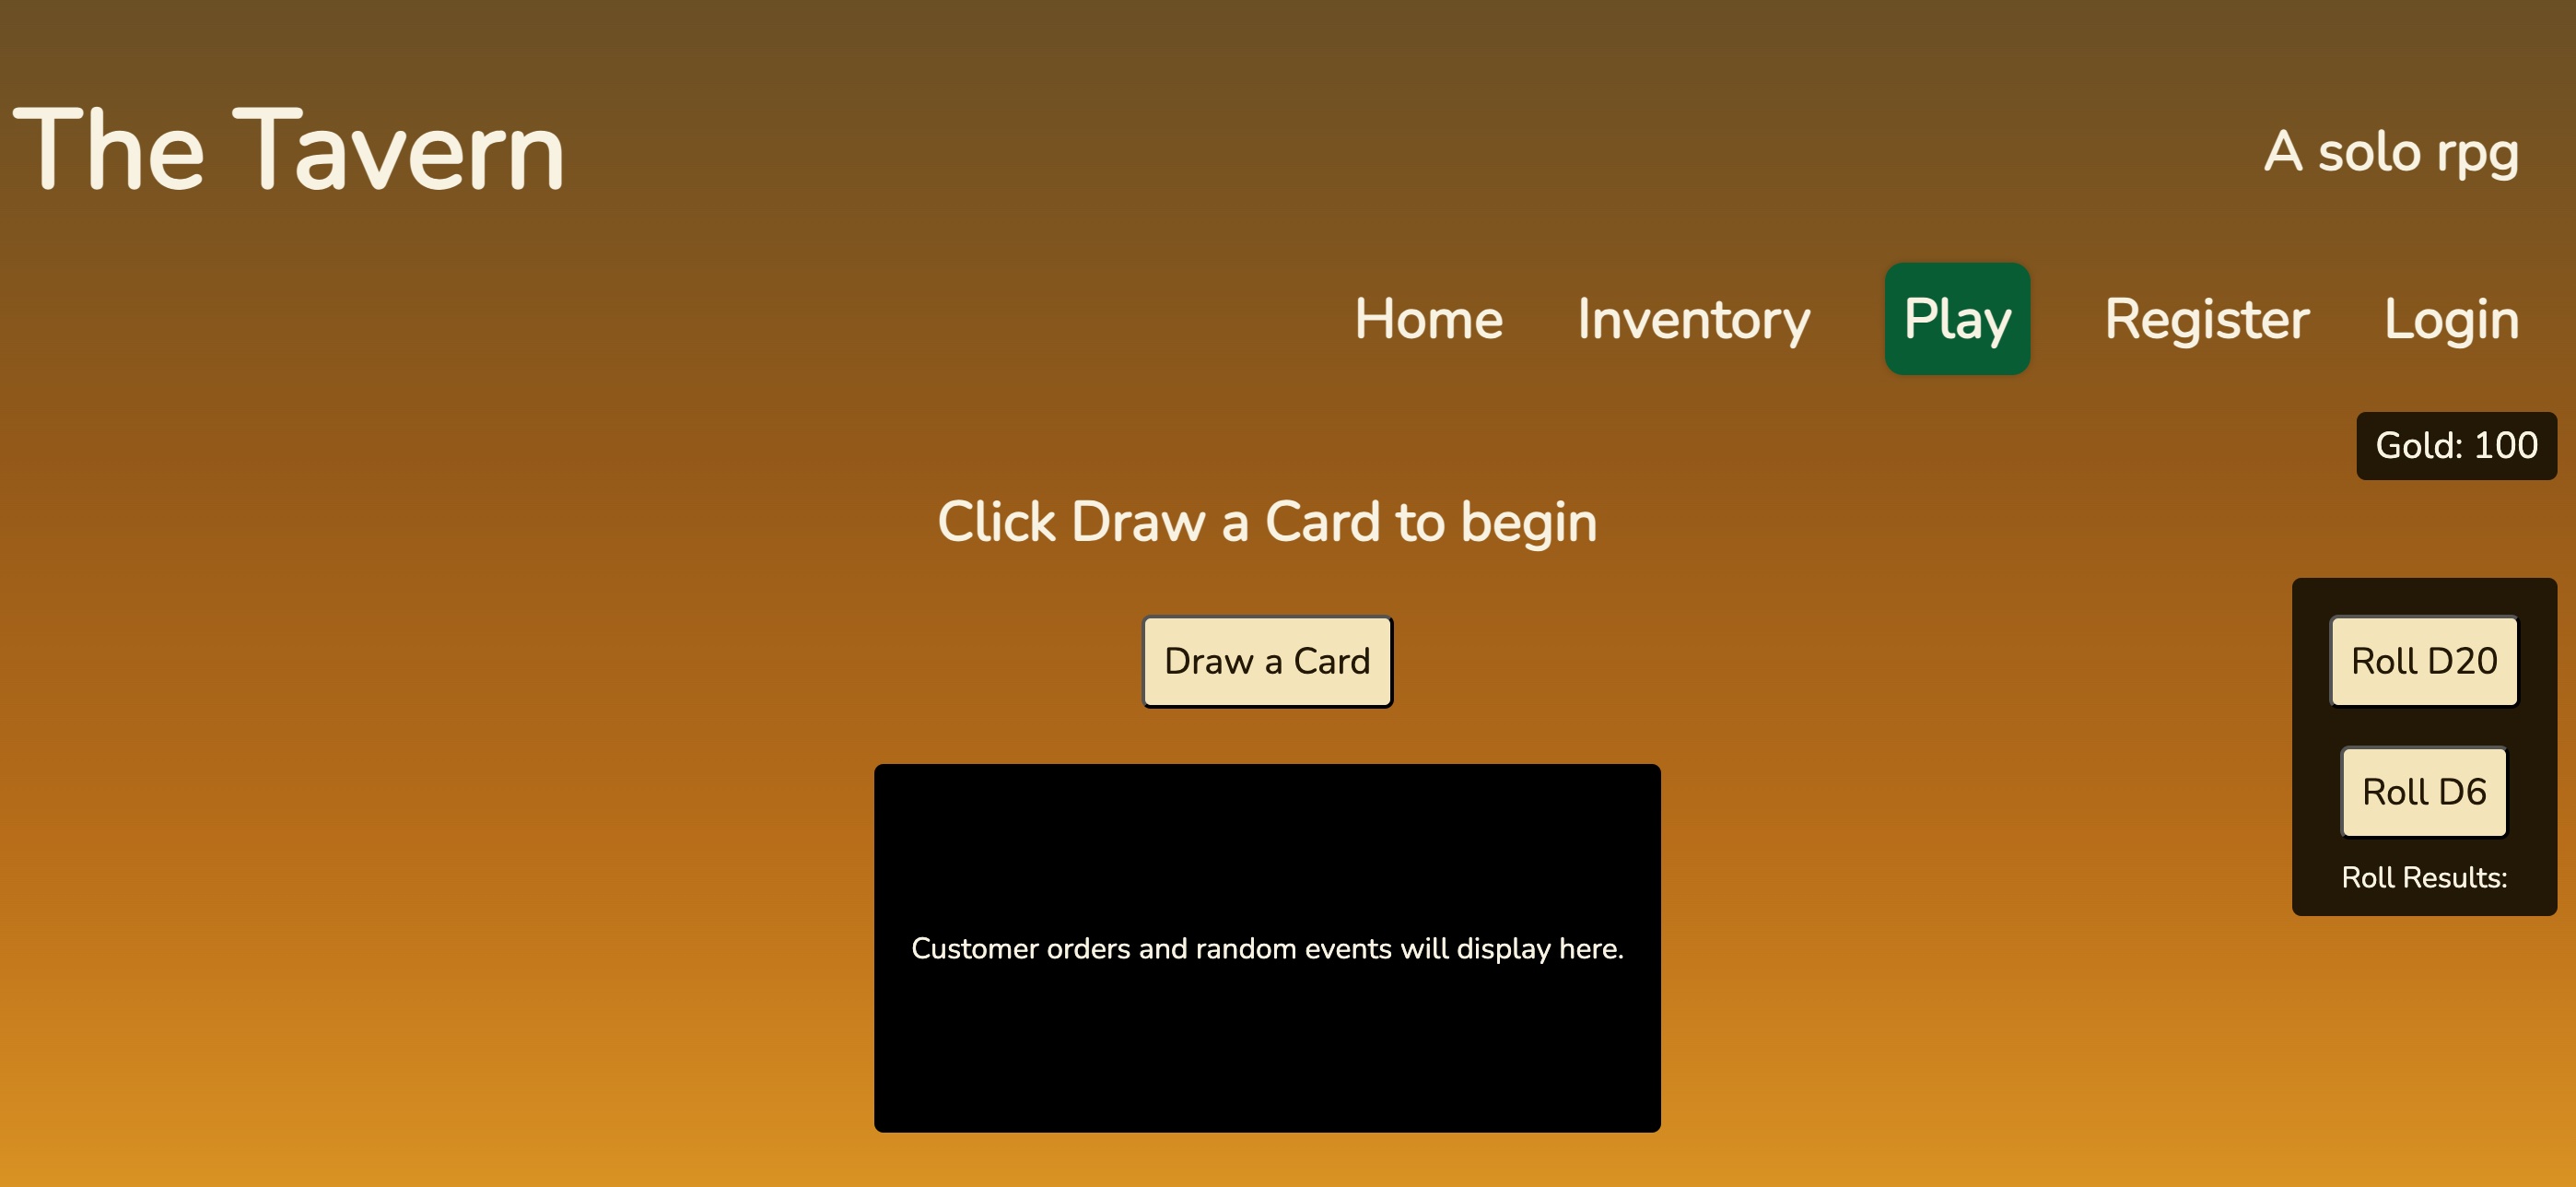 The Tavern
A solo rpg
Home Inventory Play Register Login
Gold: 100
Click Draw a Card to begin
Draw a Card
Roll D20
Roll D6
Roll Results:
Customer orders and random events will display here.